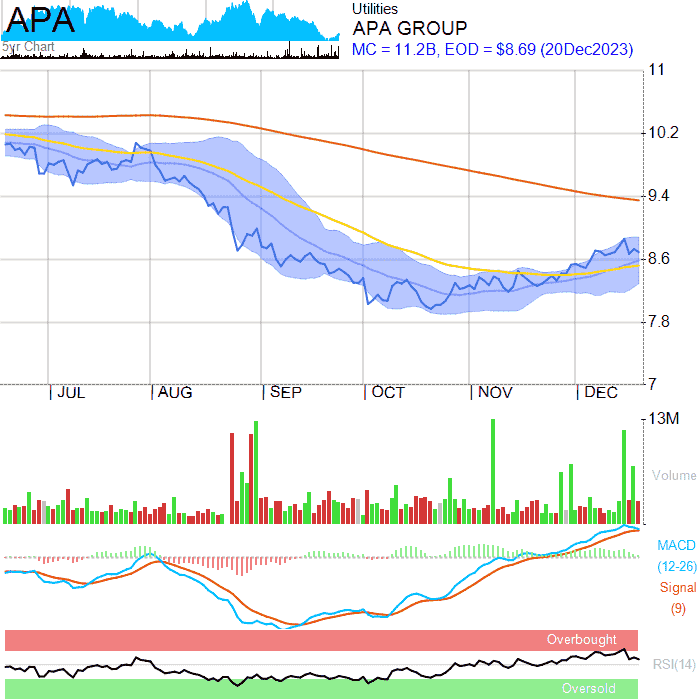 APA
5yr Chart
Utilities
APA GROUP
MC = 11.2B, EOD = $8.69 (20Dec2023)
11
10.2
9.4
8.6
7.8
7
JUL AUG SEP OCT NOV DEC
13M
Volume
MACD
(12-26)
Signal
(9)
Overbought
RSI(14)
Oversold